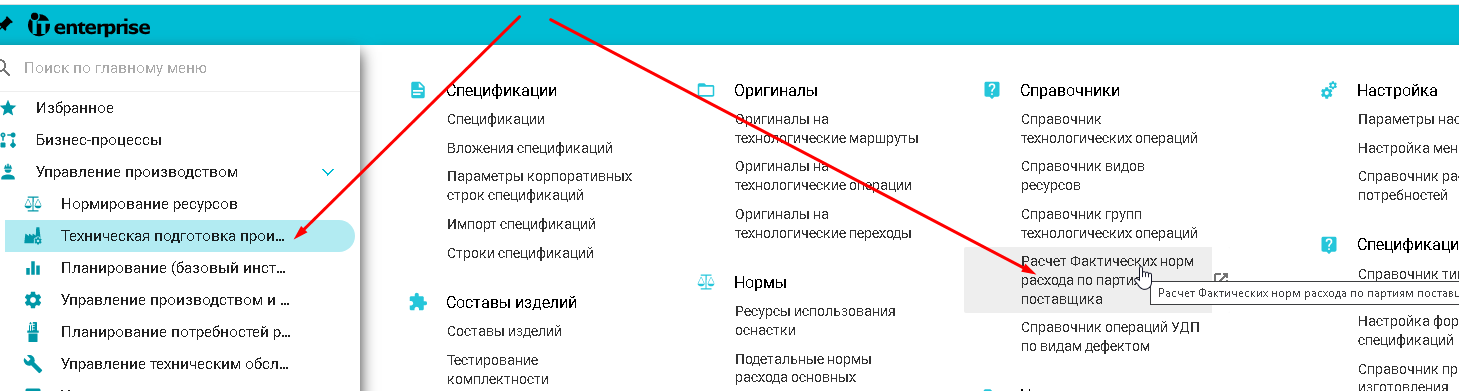 it enterprise
Поиск по главному меню
Избранное
Бизнес-процессы
Управление производством
Нормирование ресурсов
Техническая подготовка прои...
Планирование (базовый инст...
Управление производством и ...
Планирование потребностей р...
Управление техническим обсл...
Спецификации
Спецификации
Вложения спецификаций
Параметры корпоративных
строк спецификаций
Импорт спецификаций
Строки спецификаций
Составы изделий
Составы изделий
Тестирование
комплектности
Оригиналы
Оригиналы на
технологические маршруты
Оригиналы на
технологические операции
Оригиналы на
технологические переходы
Нормы
Ресурсы использования
оснастки
Подетальные нормы
расхода основных
Справочники
Справочник
технологических операций
Справочник видов
ресурсов
Справочник групп
технологических операций
Расчет Фактических норм
расхода по партия
поставщика
Расчет Фактических норм расхода по партиям поставщ
Справочник операций УДП
по видам дефектом
Настройка
Параметры нас
Настройка мен
Справочник ра
потребностей
Спецификаци
Справочник ти
Настройка фор
спецификаций
Справочник пр
изготовления